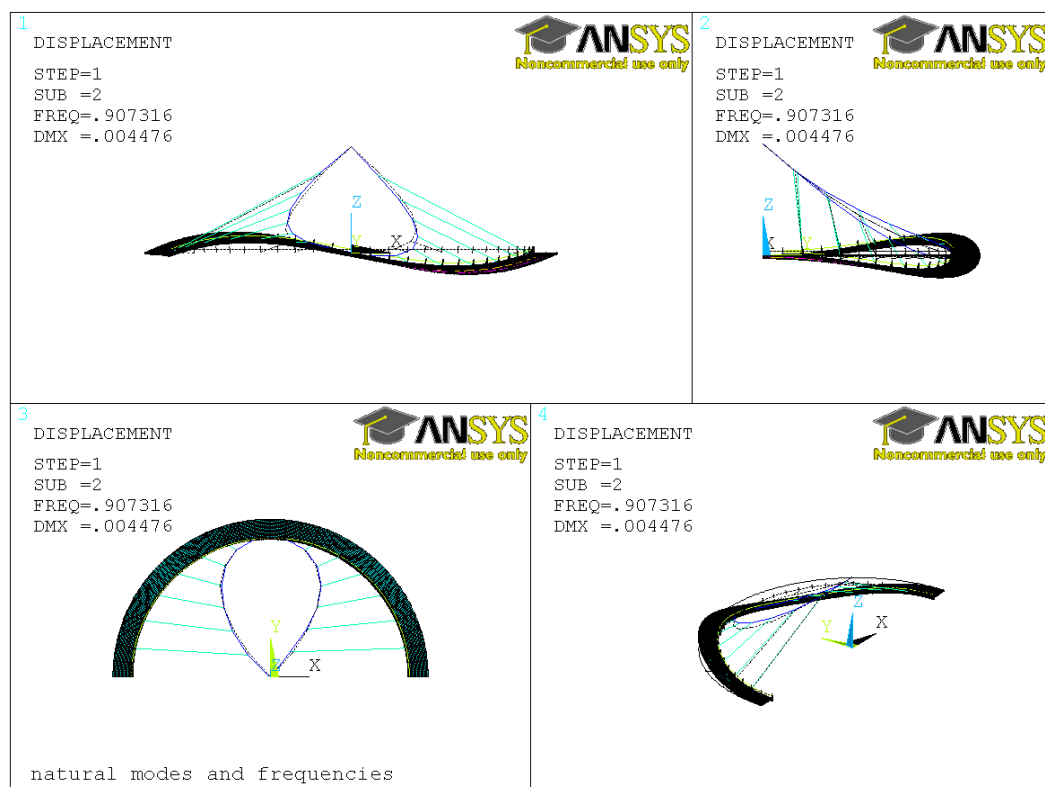 1
DISPLACEMENT
STEP=1
SUB =2
FREQ=.907316
DMX =.004476
ANSYS
Noncommercial use only
Z
Y
X
2
DISPLACEMENT
STEP=1
SUB =2
FREQ=.907316
DMX =.004476
ANSYS
Noncommercial use only
Z
X
Y
3
DISPLACEMENT
STEP=1
SUB =2
FREQ=.907316
DMX =.004476
ANSYS
Noncommercial use only
Y
Z
X
natural modes and frequencies
4
DISPLACEMENT
STEP=1
SUB =2
FREQ=.907316
DMX =.004476
ANSYS
Noncommercial use only
Z
X
Y